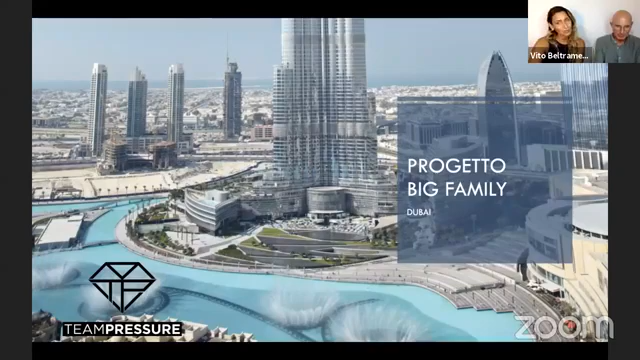 Vito Beltrame...
PROGETTO
BIG FAMILY
DUBAI
TEAMPRESSURE
zoom